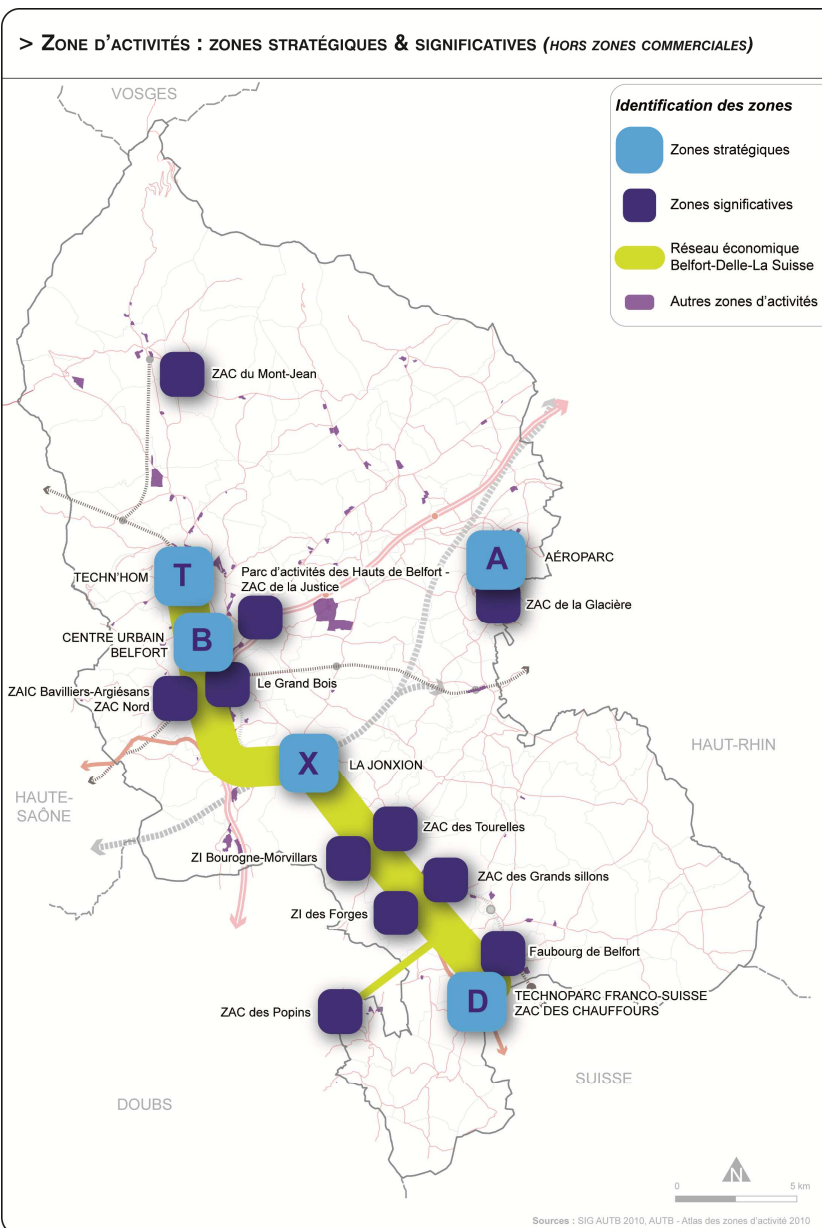 > Zone d'activités : zones stratégiques & significatives (hors zones commerciales)
VOSGES
Identification des zones
Zones stratégiques
Zones significatives
Réseau économique
Belfort-Delle-La Suisse
Autres zones d'activités
ZAC du Mont-Jean
TECHN'HOM
T
Parc d'activités des Hauts de Belfort -
ZAC de la Justice
A
AÉROPARC
ZAC de la Glacière
CENTRE URBAIN
BELFORT
B
ZAIC Bavilliers-Argiésans
ZAC Nord
Le Grand Bois
X
LA JONXION
HAUT-RHIN
HAUTE-
SAÔNE
ZAC des Tourelles
ZI Bourogne-Morvillars
ZAC des Grands sillons
ZI des Forges
Faubourg de Belfort
D
TECHNOPARC FRANCO-SUISSE
ZAC DES CHAUFFOURS
ZAC des Popins
SUISSE
DOUBS
N
0
5 km
Sources : SIG AUTB 2010, AUTB - Atlas des zones d'activité 2010